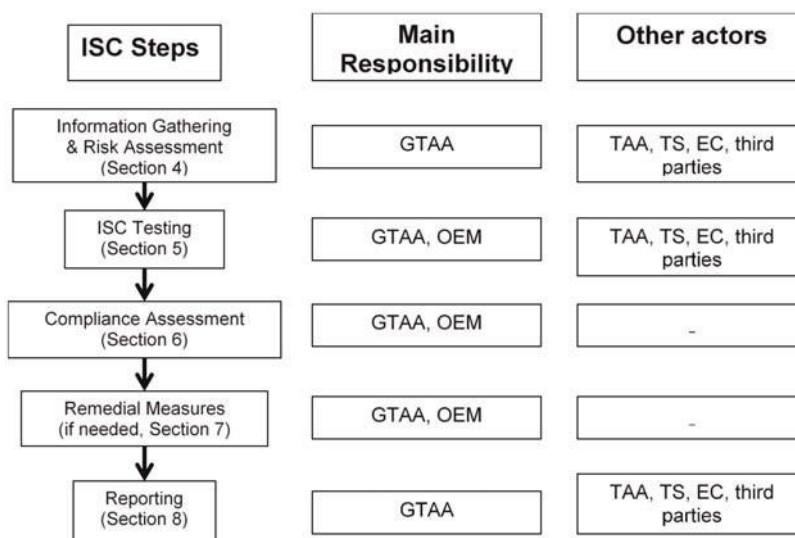 ISC Steps
Main
Responsibility
Other actors
Information Gathering
& Risk Assessment
(Section 4)
GTAA
TAA, TS, EC, third
parties
ISC Testing
(Section 5)
GTAA, OEM
TAA, TS, EC, third
parties
Compliance Assessment
(Section 6)
GTAA, OEM
-
Remedial Measures
(if needed, Section 7)
GTAA, OEM
-
Reporting
(Section 8)
GTAA
TAA, TS, EC, third
parties